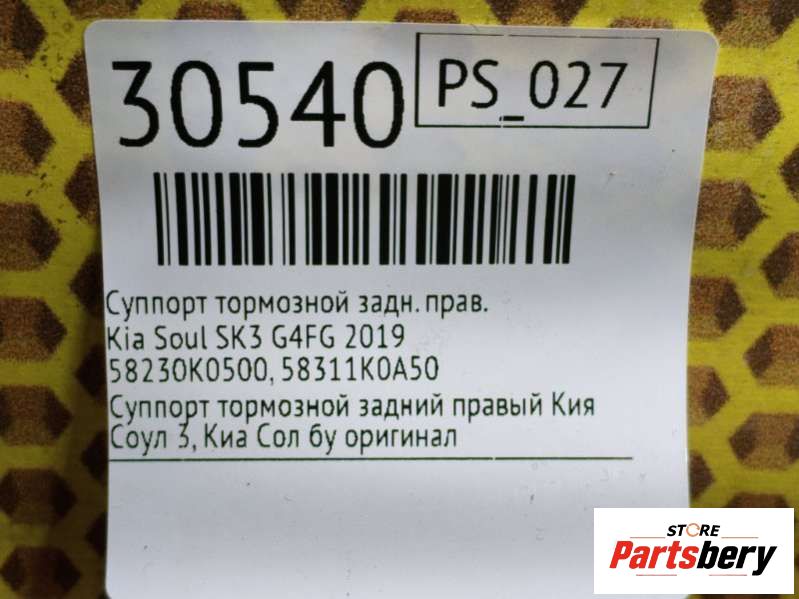 30540
PS_027
Суппорт тормозной задн. прав.
Kia Soul SK3 G4FG 2019
58230K0500, 58311K0A50
Суппорт тормозной задний правый Кия
Соул 3, Киа Сол бу оригинал
STORE
Partsbery